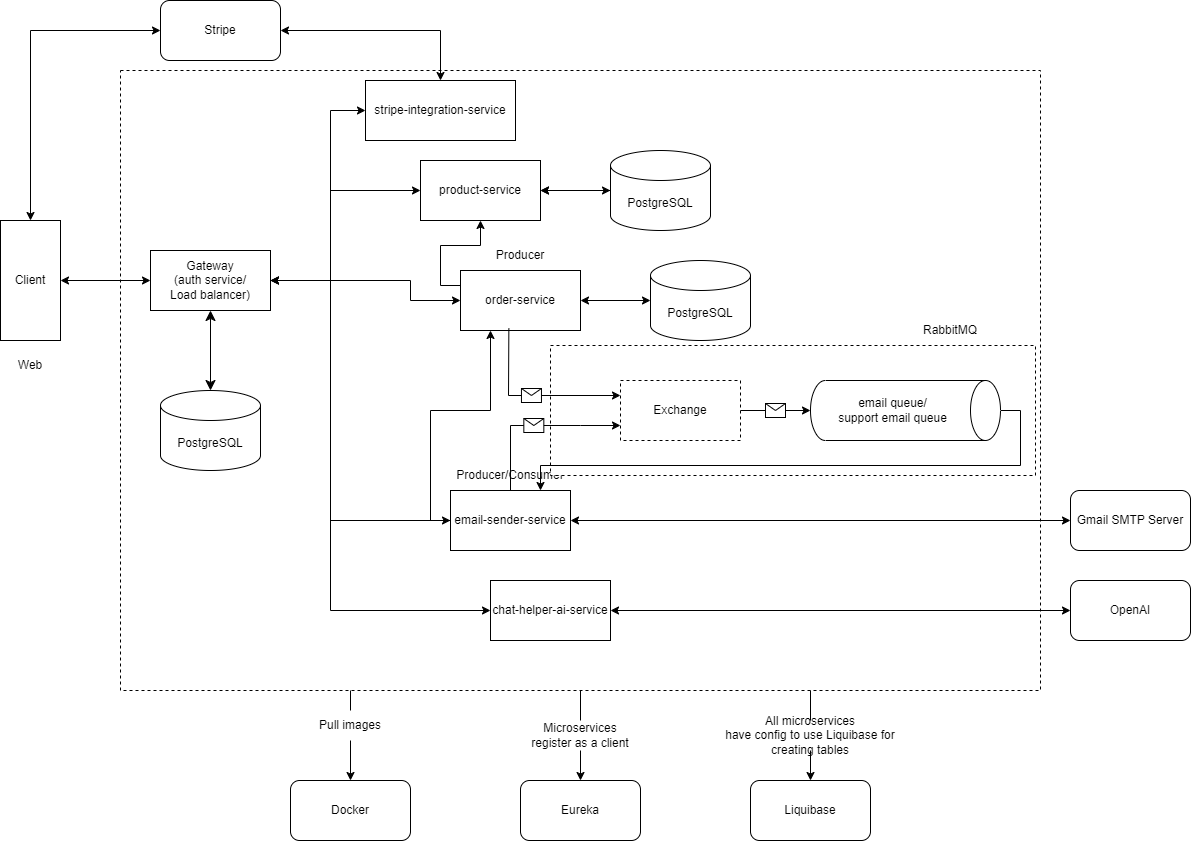 Stripe
stripe-integration-service
product-service
PostgreSQL
Client
Web
Gateway
(auth service/
Load balancer)
PostgreSQL
Producer
order-service
PostgreSQL
RabbitMQ
Exchange
email queue/
support email queue
Producer/Consumer
email-sender-service
Gmail SMTP Server
chat-helper-ai-service
OpenAI
Pull images
Microservices
register as a client
All microservices
have config to use Liquibase for
creating tables
Docker
Eureka
Liquibase